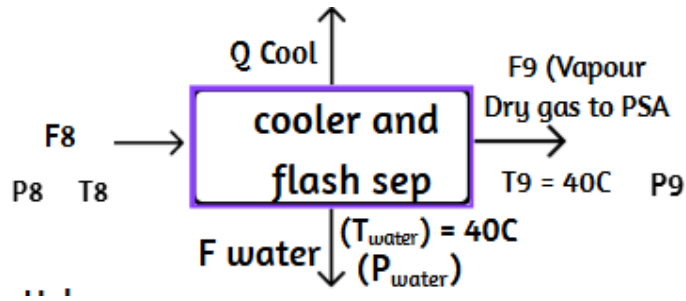 Q Cool
F9 (Vapour
Dry gas to PSA
cooler and
flash sep
F8
P8 T8
T9 = 40C P9
F water
(Twater) = 40C
(Pwater)